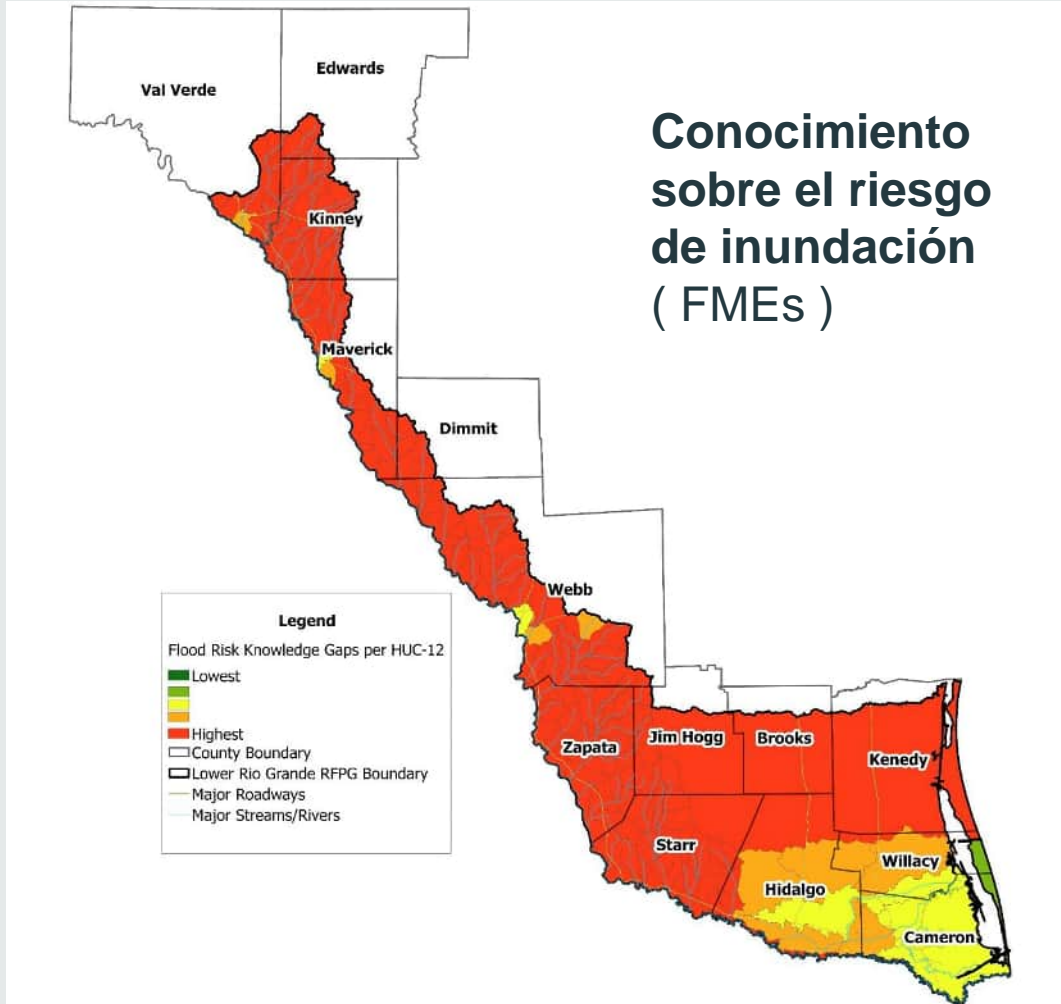 Conocimiento
sobre el riesgo
de inundación
( FMEs )
Edwards
Val Verde
Kinney
Maverick
Dimmit
Webb
Zapata
Jim Hogg
Brooks
Kenedy
Starr
Willacy
Hidalgo
Cameron
Legend
Flood Risk Knowledge Gaps per HUC-12
Lowest
Highest
County Boundary
Lower Rio Grande RFPG Boundary
Major Roadways
Major Streams/Rivers